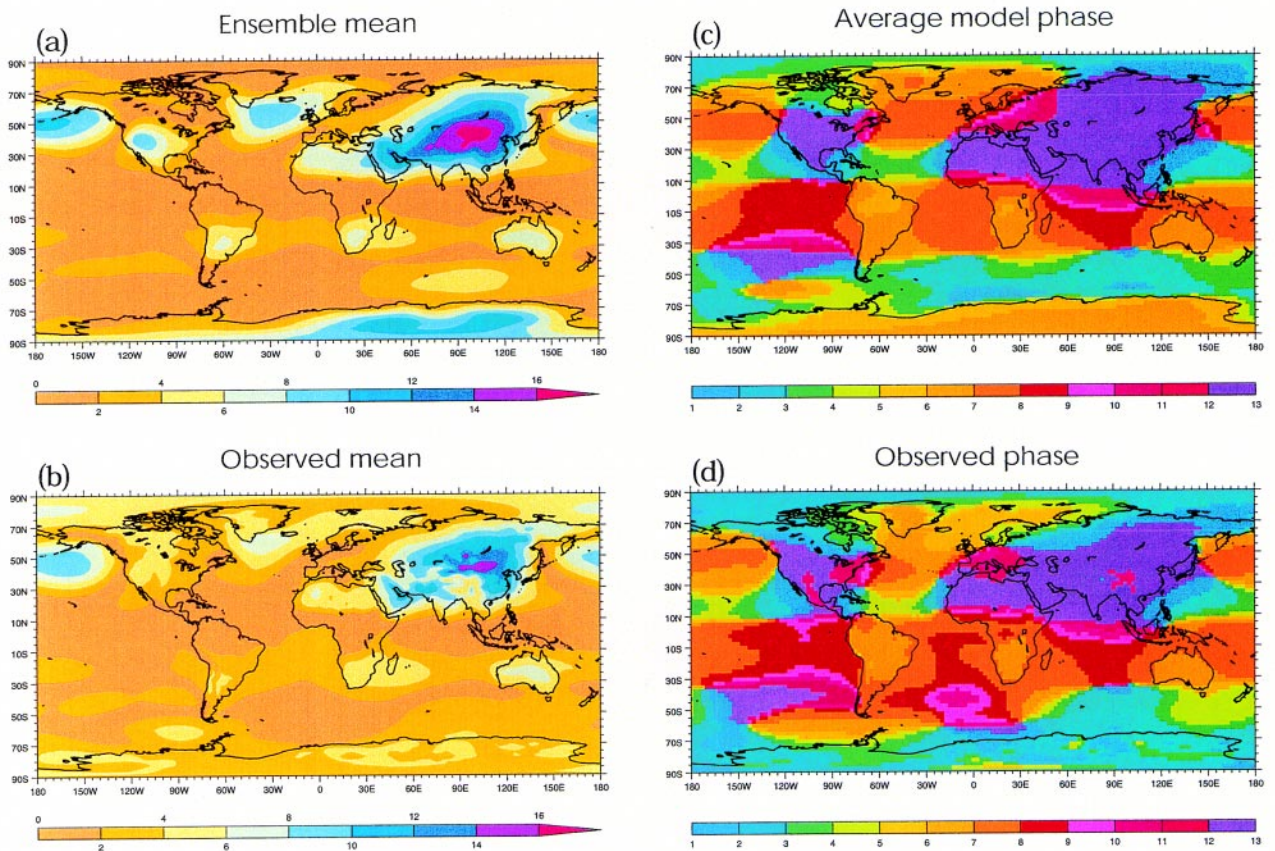 (a) Ensemble mean
90N
70N
50N
30N
10N
10S
30S
50S
70S
90S
180 150W 120W 90W 60W 30W 0 30E 60E 90E 120E 150E 180
0 4 8 12 16
2 6 10 14
(c) Average model phase
90N
70N
50N
30N
10N
10S
30S
50S
70S
90S
180 150W 120W 90W 60W 30W 0 30E 60E 90E 120E 150E 180
1 2 3 4 5 6 7 8 9 10 11 12 13
(b) Observed mean
90N
70N
50N
30N
10N
10S
30S
50S
70S
90S
180 150W 120W 90W 60W 30W 0 30E 60E 90E 120E 150E 180
0 4 8 12 16
2 6 10 14
(d) Observed phase
90N
70N
50N
30N
10N
10S
30S
50S
70S
90S
180 150W 120W 90W 60W 30W 0 30E 60E 90E 120E 150E 180
1 2 3 4 5 6 7 8 9 10 11 12 13